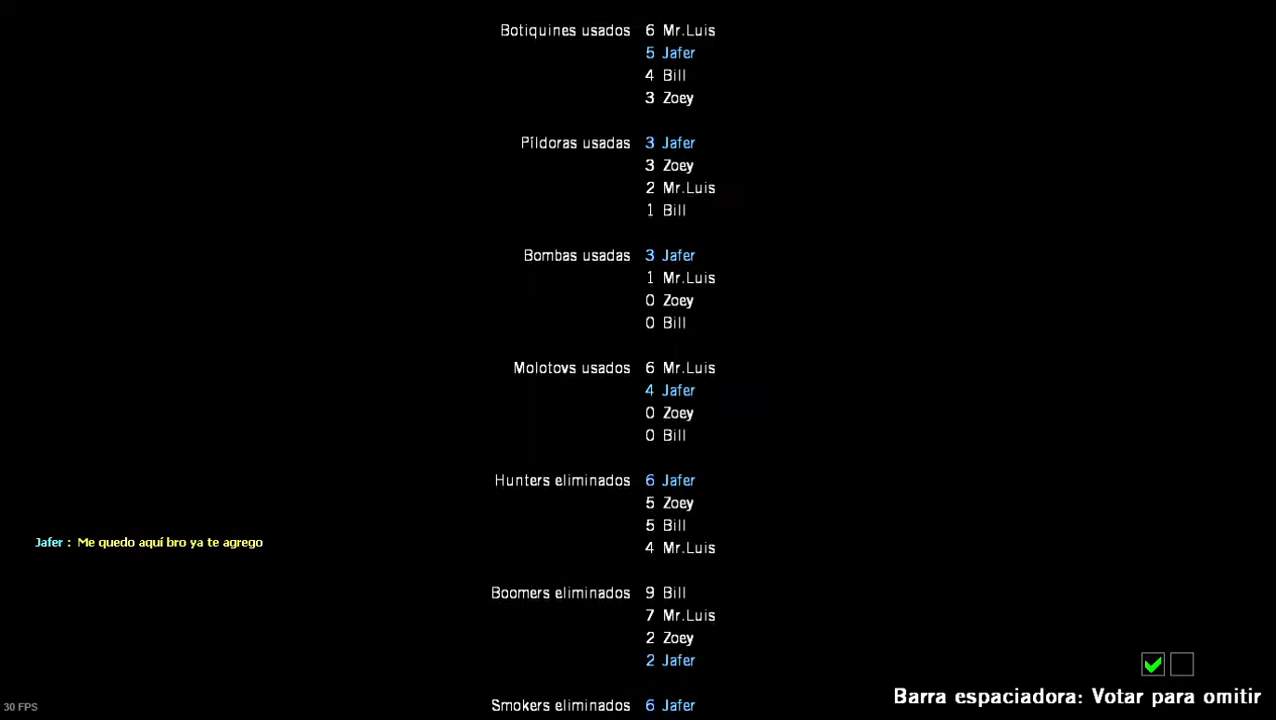 Botiquines usados 6 Mr.Luis
5 Jafer
4 Bill
3 Zoey
Píldoras usadas 3 Jafer
3 Zoey
2 Mr.Luis
1 Bill
Bombas usadas 3 Jafer
1 Mr.Luis
0 Zoey
0 Bill
Molotovs usados 6 Mr.Luis
4 Jafer
0 Zoey
0 Bill
Hunters eliminados 6 Jafer
5 Zoey
5 Bill
4 Mr.Luis
Jafer : Me quedo aquí bro ya te agrego
Boomers eliminados 9 Bill
7 Mr.Luis
2 Zoey
2 Jafer
Smokers eliminados 6 Jafer
Barra espaciadora: Votar para omitir
30 FPS